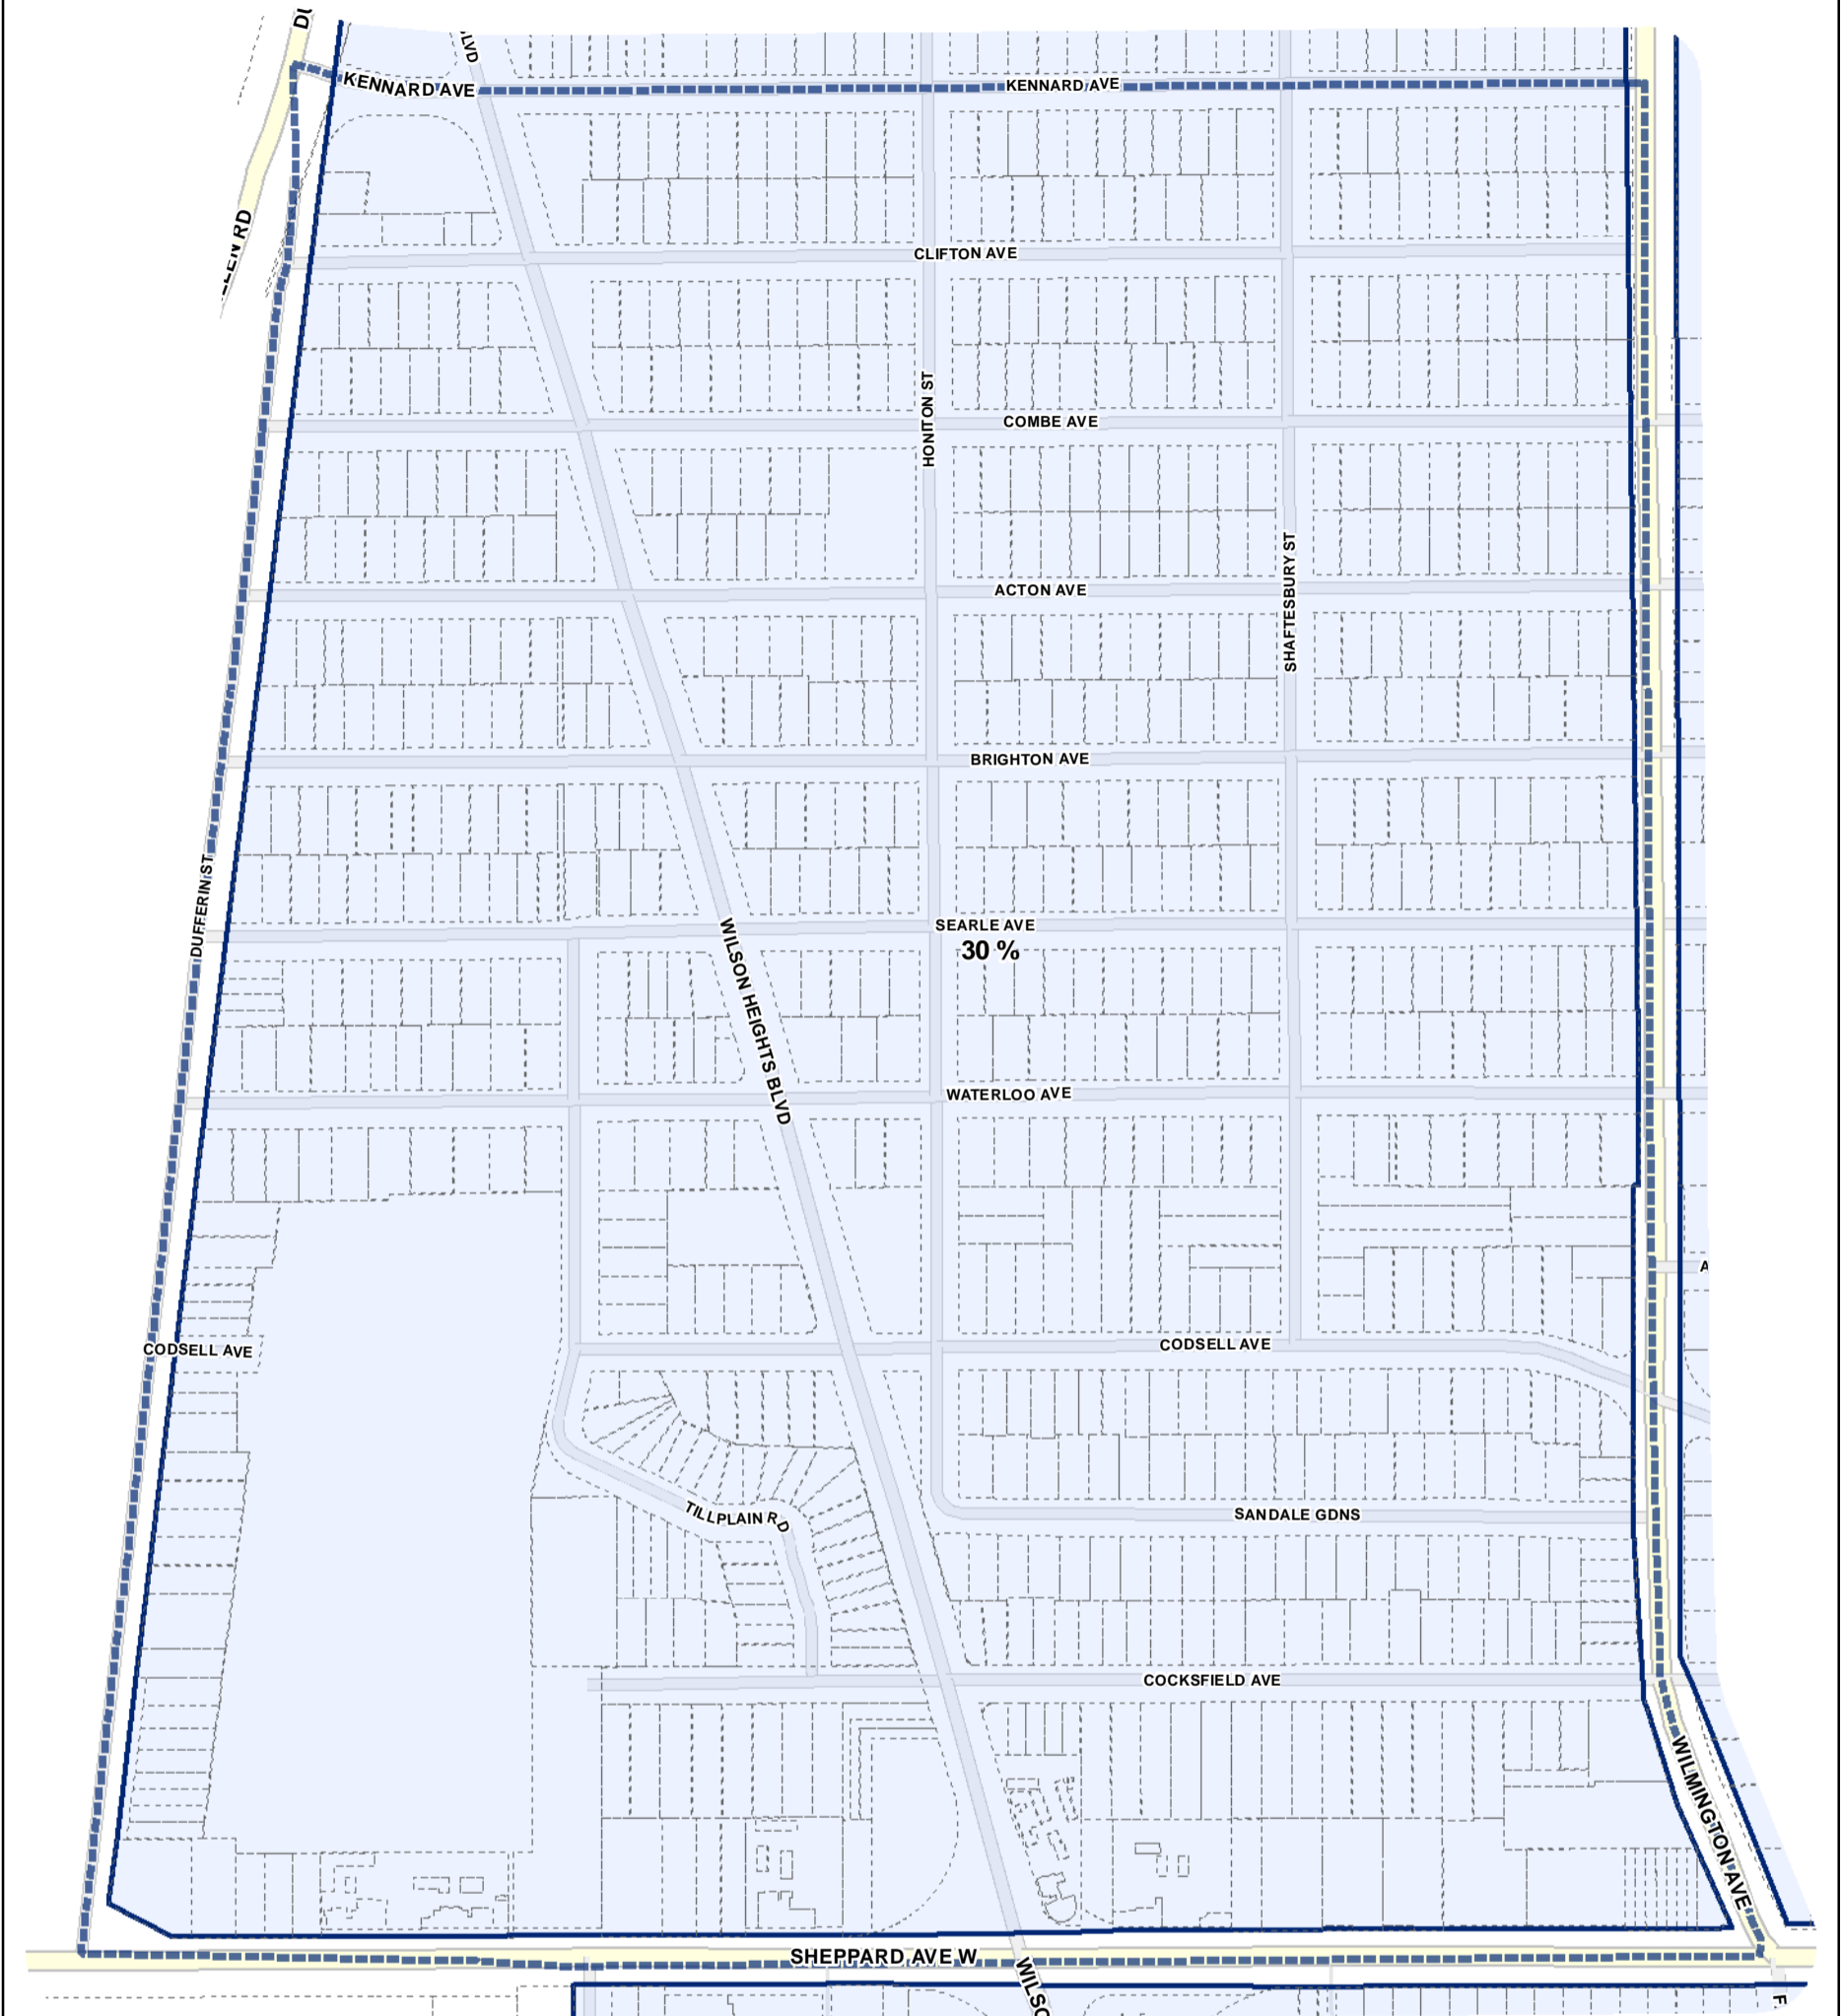 KENNARD AVE
KENNARD AVE
CLIFTON AVE
HONITON ST
COMBE AVE
SHAFTESBURY ST
ACTON AVE
BRIGHTON AVE
DUFFERIN ST
SEARLE AVE
30 %
WILSON HEIGHTS BLVD
WATERLOO AVE
CODSELL AVE
CODSELL AVE
TILLPLAIN RD
SANDALE GDNS
COCKSFIELD AVE
WILMINGTON AVE
SHEPPARD AVE W